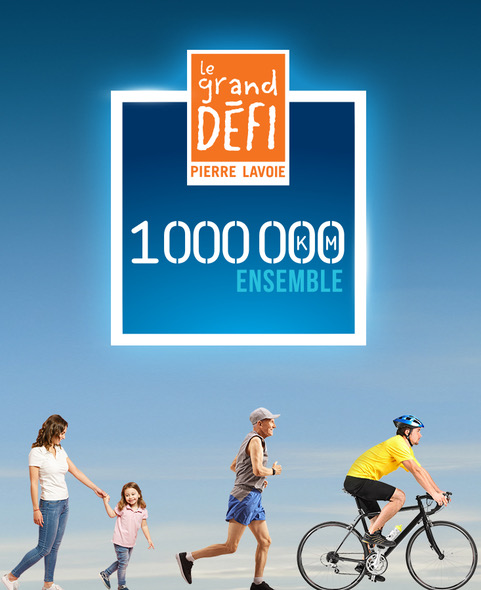 le
grand
DÉFI
PIERRE LAVOIE
1 000 000 KM
ENSEMBLE